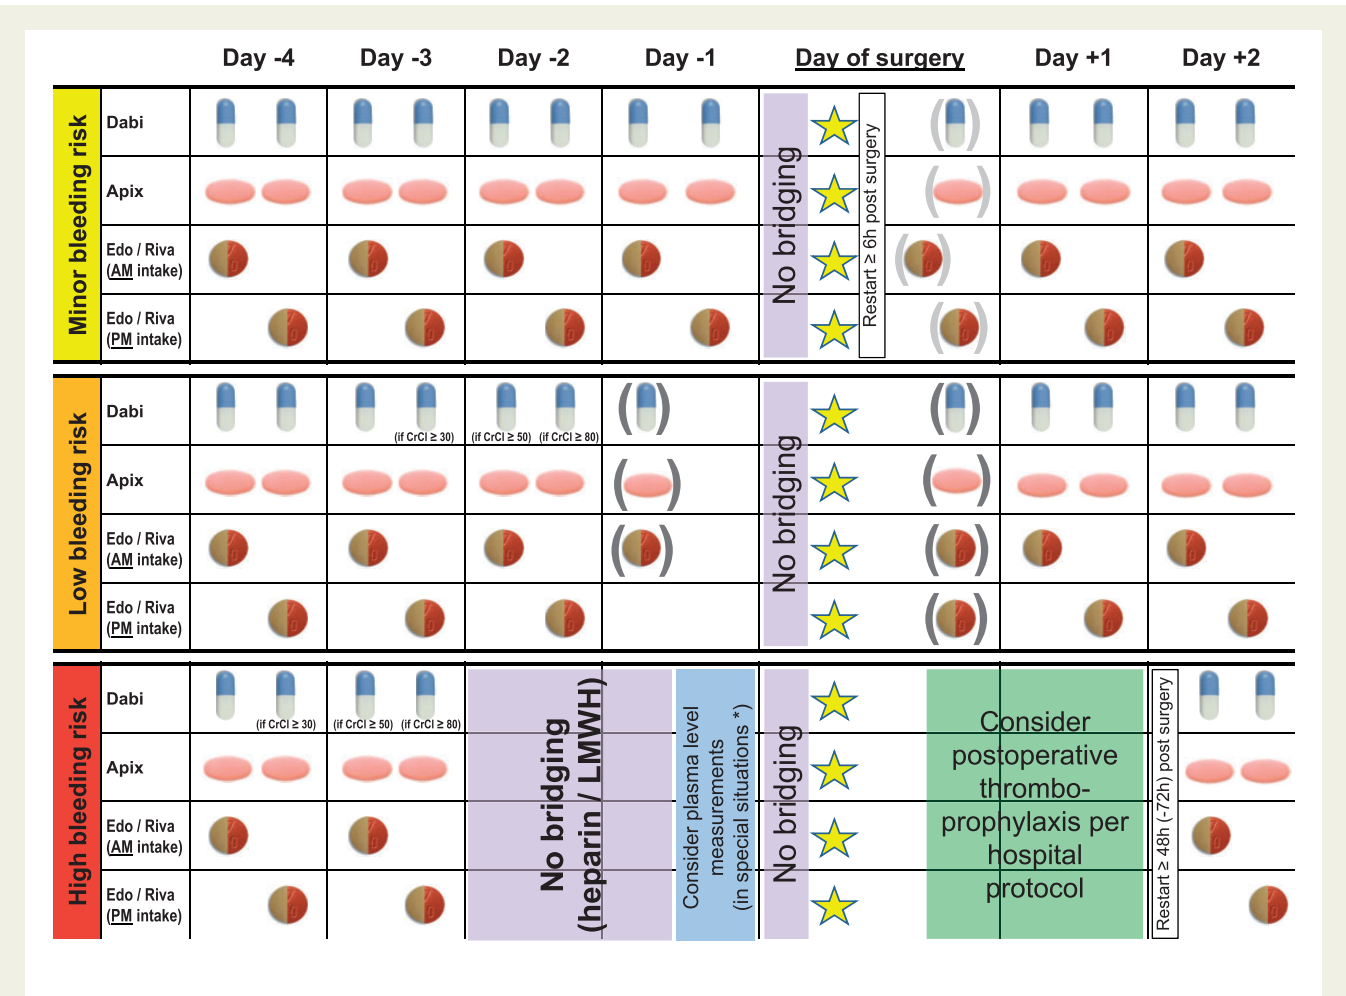 Day -4 Day -3 Day -2 Day -1 Day of surgery Day +1 Day +2
Minor bleeding risk
Dabi
Apix
Edo / Riva
(AM intake)
Edo / Riva
(PM intake)
No bridging
Restart ≥ 6h post surgery
Low bleeding risk
Dabi
(if CrCl ≥ 30) (if CrCl ≥ 50) (if CrCl ≥ 80)
Apix
Edo / Riva
(AM intake)
Edo / Riva
(PM intake)
No bridging
High bleeding risk
Dabi
(if CrCl ≥ 30) (if CrCl ≥ 50) (if CrCl ≥ 80)
Apix
Edo / Riva
(AM intake)
Edo / Riva
(PM intake)
No bridging
(heparin / LMWH)
Consider plasma level
measurements
(in special situations *)
No bridging
Consider
postoperative
thrombo-
prophylaxis per
hospital
protocol
Restart ≥ 48h (-72h) post surgery